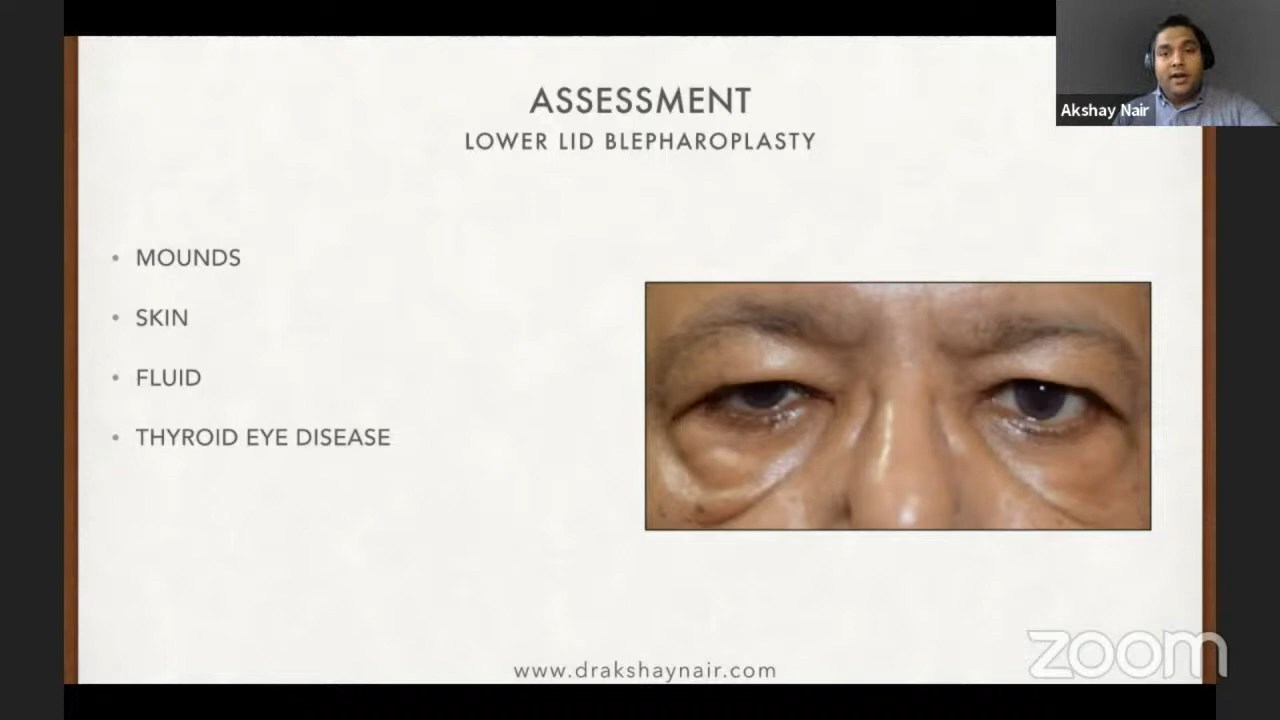 ASSESSMENT
LOWER LID BLEPHAROPLASTY
Akshay Nair
• MOUNDS
• SKIN
• FLUID
• THYROID EYE DISEASE
www.drakshaynair.com
zoom